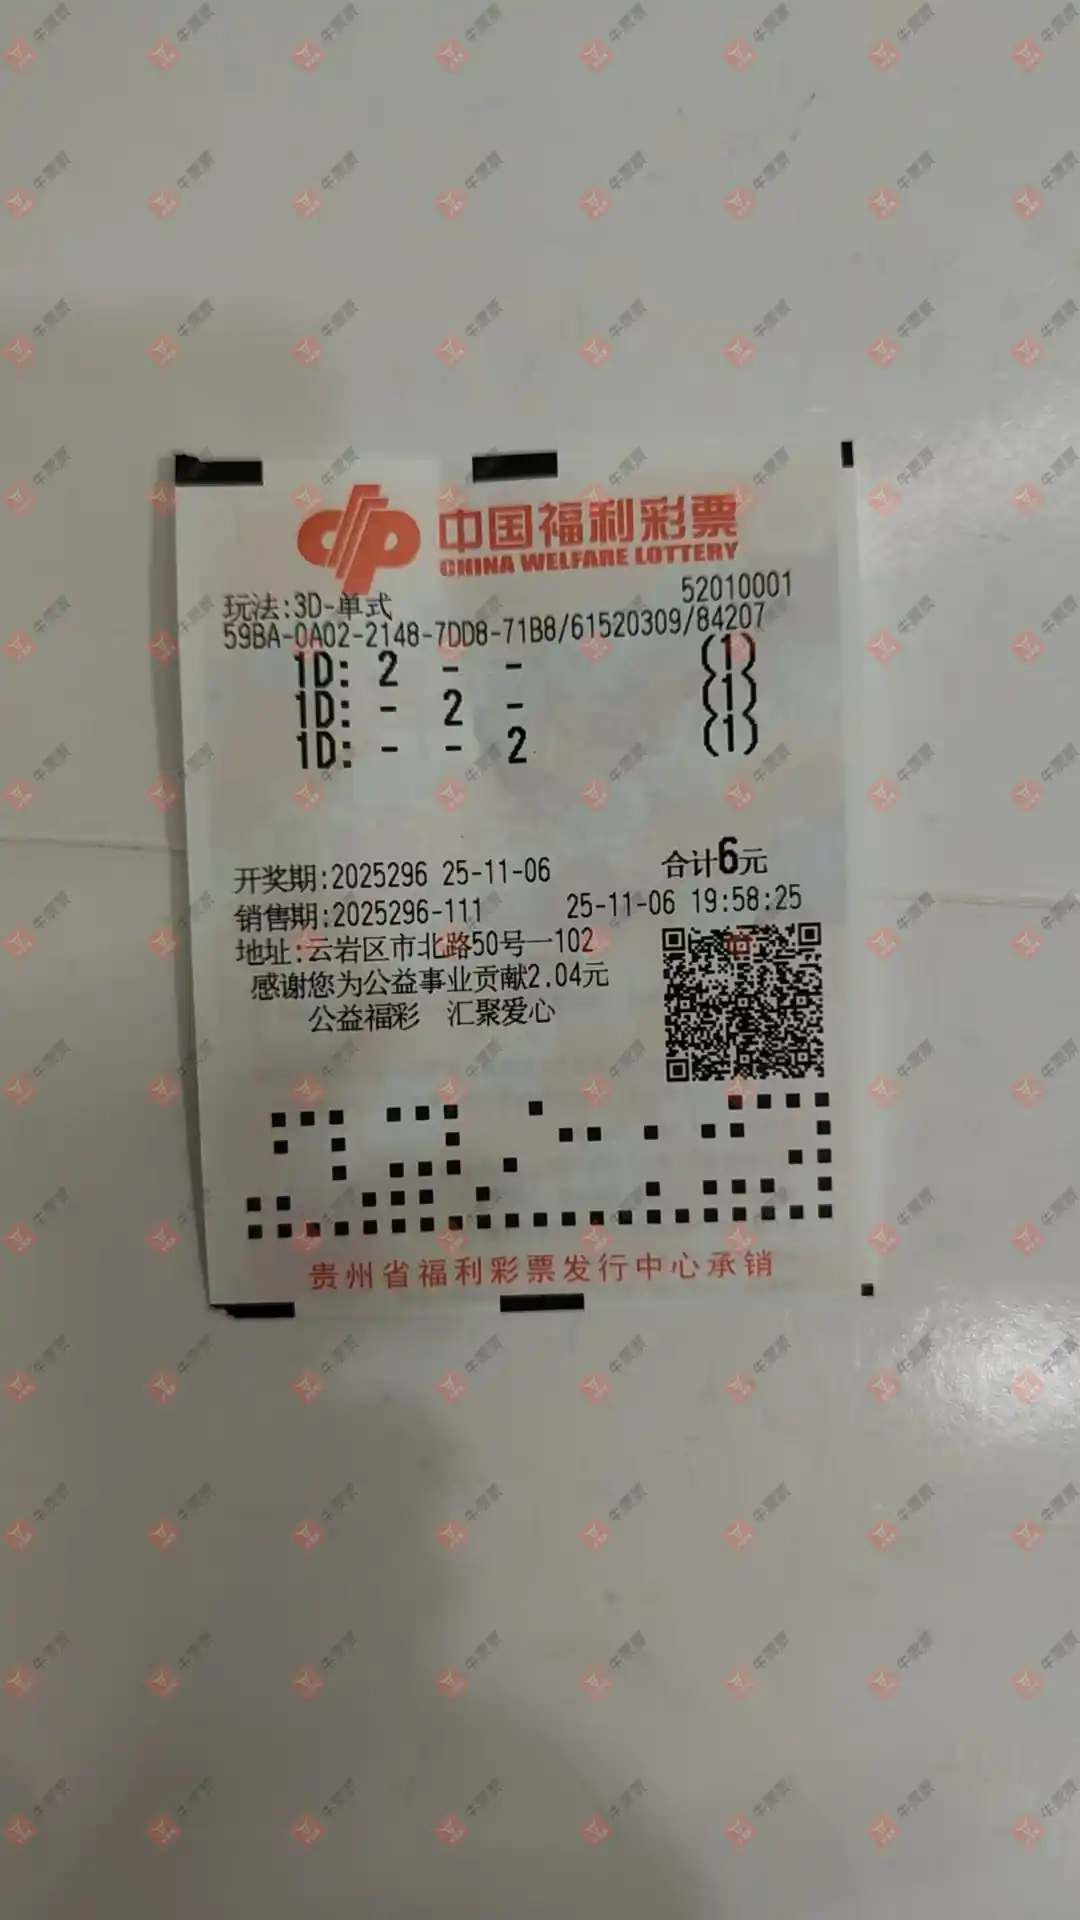 中国福利彩票
CHINA WELFARE LOTTERY
52010001
玩法:3D-单式
59BA-0A02-2148-7DD8-71B8/61520309/84207
1D: 2 - - (1)
1D: - 2 - (1)
1D: - - 2 (1)
开奖期:2025296 25-11-06 合计6元
销售期:2025296-111 25-11-06 19:58:25
地址:云岩区市北路50号一102
感谢您为公益事业贡献2.04元
公益福彩 汇聚爱心
贵州省福利彩票发行中心承销